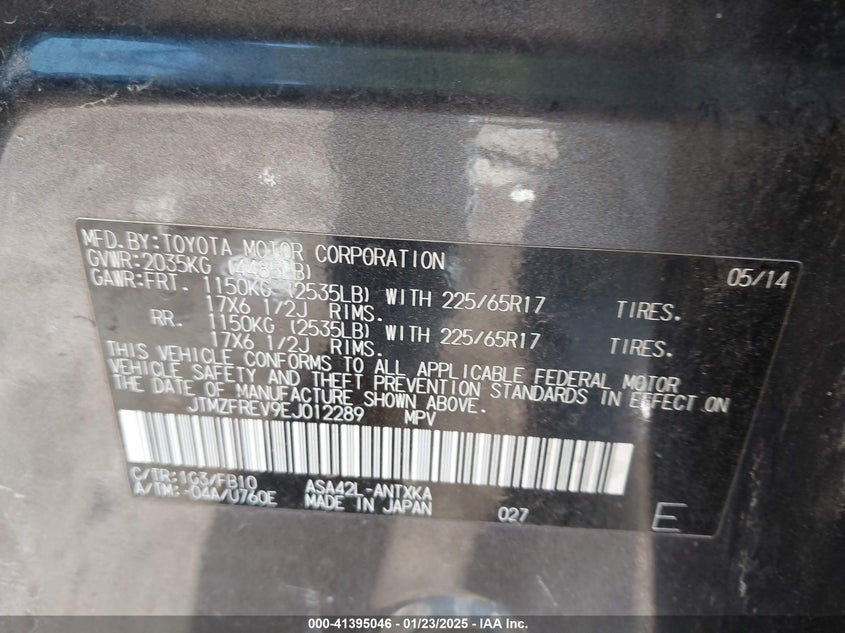 MFD.BY:TOYOTA MOTOR CORPORATION 05/14
GVWR:2035KG (4485LB)
GAWR:FRT. 1150KG (2535LB) WITH 225/65R17 TIRES.
17X6 1/2J RIMS.
RR. 1150KG (2535LB) WITH 225/65R17 TIRES.
17X6 1/2J RIMS.
THIS VEHICLE CONFORMS TO ALL APPLICABLE FEDERAL MOTOR
VEHICLE SAFETY AND THEFT PREVENTION STANDARDS IN EFFECT ON
THE DATE OF MANUFACTURE SHOWN ABOVE.
JTMZFREV9EJ012289 MPV
C/TR:1G3/FB10 ASA42L-ANTXKA
A/TM:-04A/U760E MADE IN JAPAN 027 E
000-41395046 - 01/23/2025 - IAA Inc.